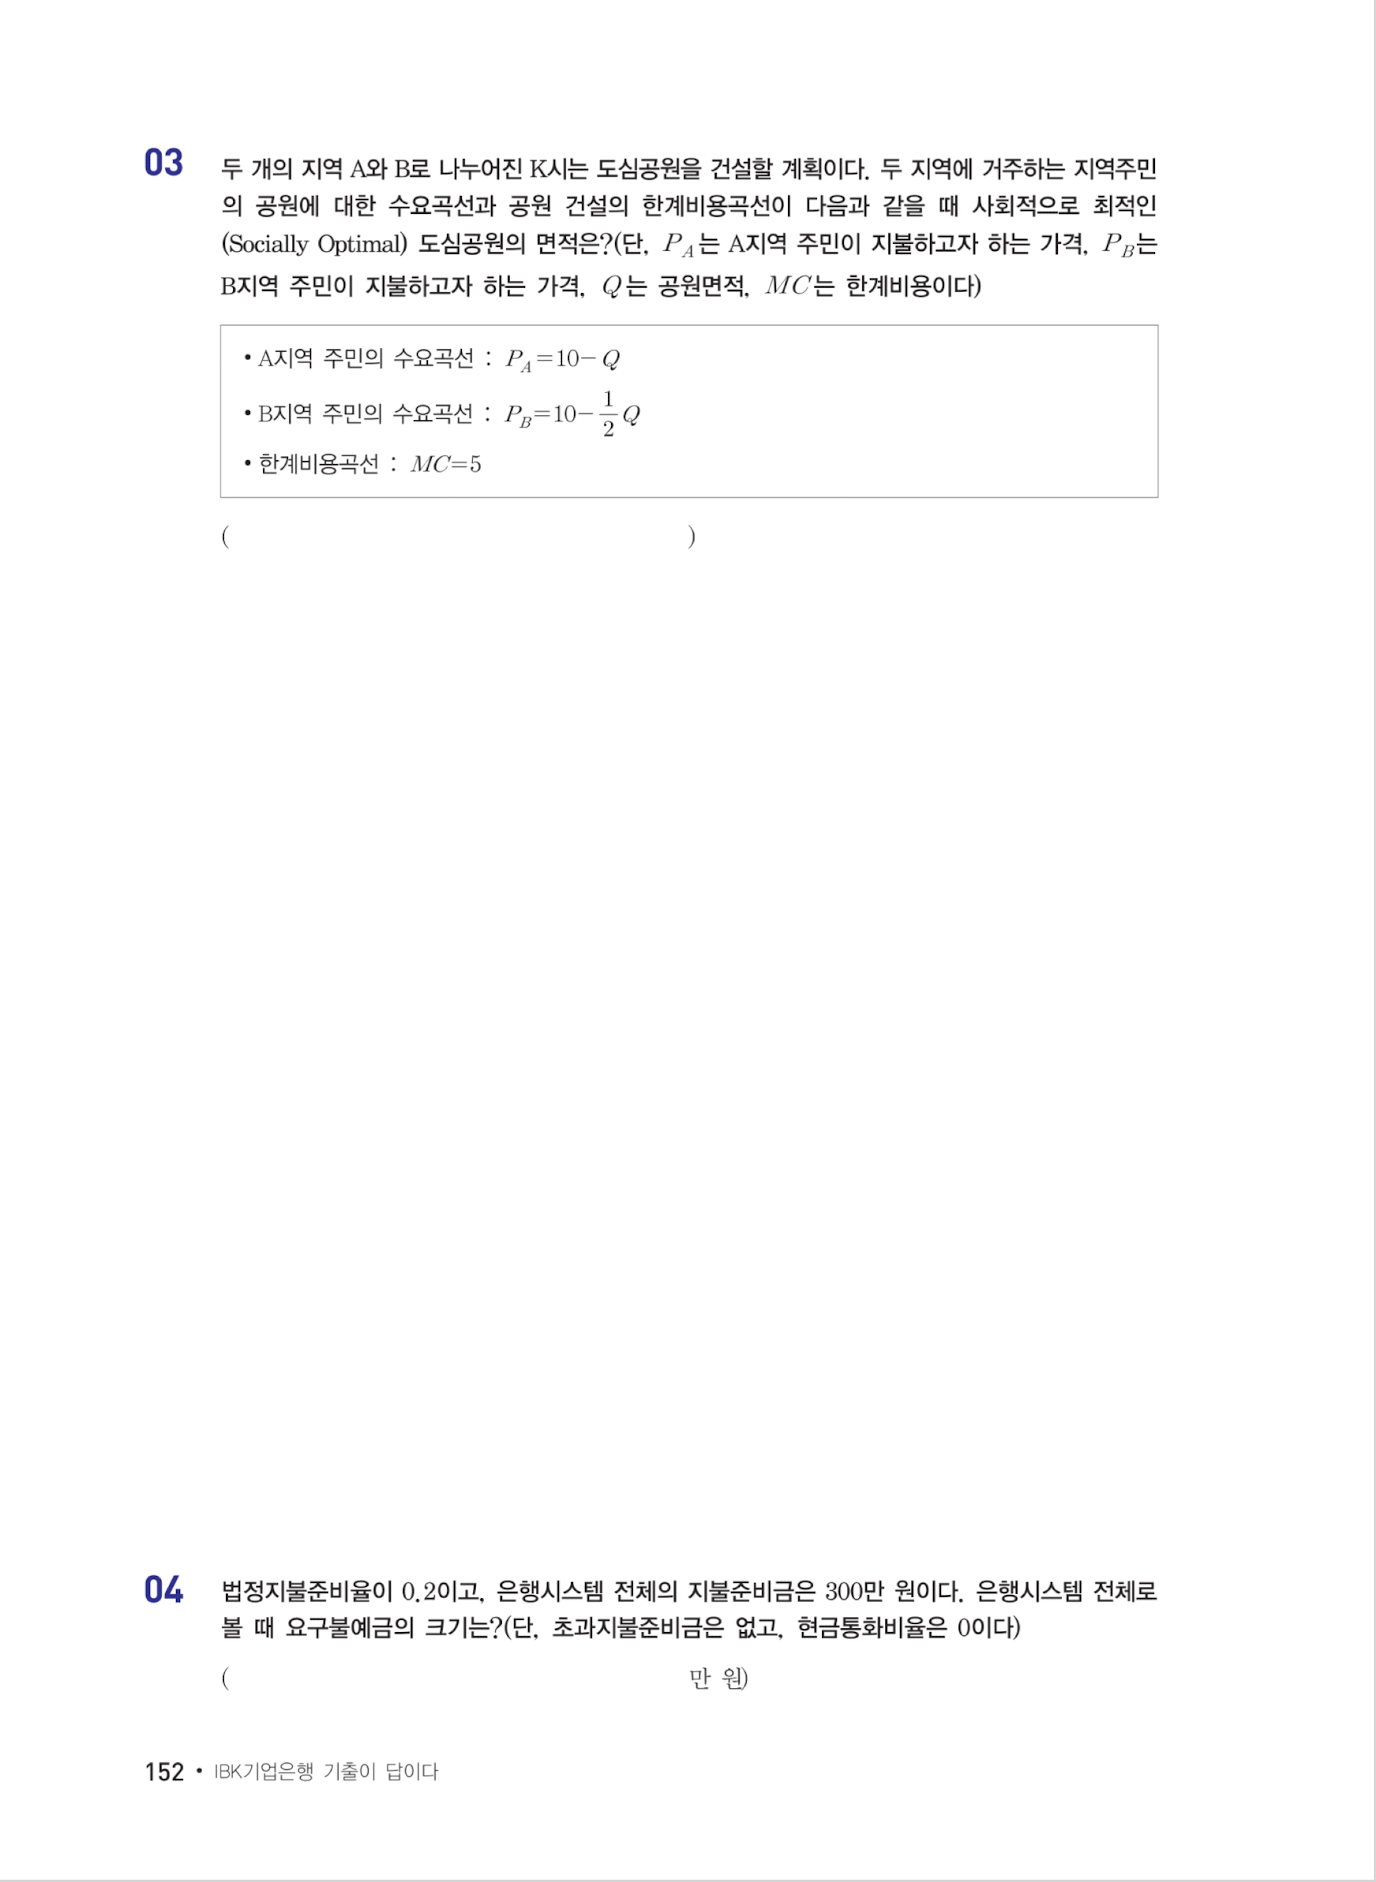 03
두 개의 지역 A와 B로 나누어진 K시는 도심공원을 건설할 계획이다. 두 지역에 거주하는 지역주민
의 공원에 대한 수요곡선과 공원 건설의 한계비용곡선이 다음과 같을 때 사회적으로 최적인
(Socially Optimal) 도심공원의 면적은?(단, P_A는 A지역 주민이 지불하고자 하는 가격, P_B는
B지역 주민이 지불하고자 하는 가격, Q는 공원면적, MC는 한계비용이다)
• A지역 주민의 수요곡선 : P_A=10-Q
• B지역 주민의 수요곡선 : P_B=10-\frac{1}{2}Q
• 한계비용곡선 : MC=5
( )
04
법정지불준비율이 0.2이고, 은행시스템 전체의 지불준비금은 300만 원이다. 은행시스템 전체로
볼 때 요구불예금의 크기는?(단, 초과지불준비금은 없고, 현금통화비율은 0이다)
( 만 원)
152 • IBK기업은행 기출이 답이다